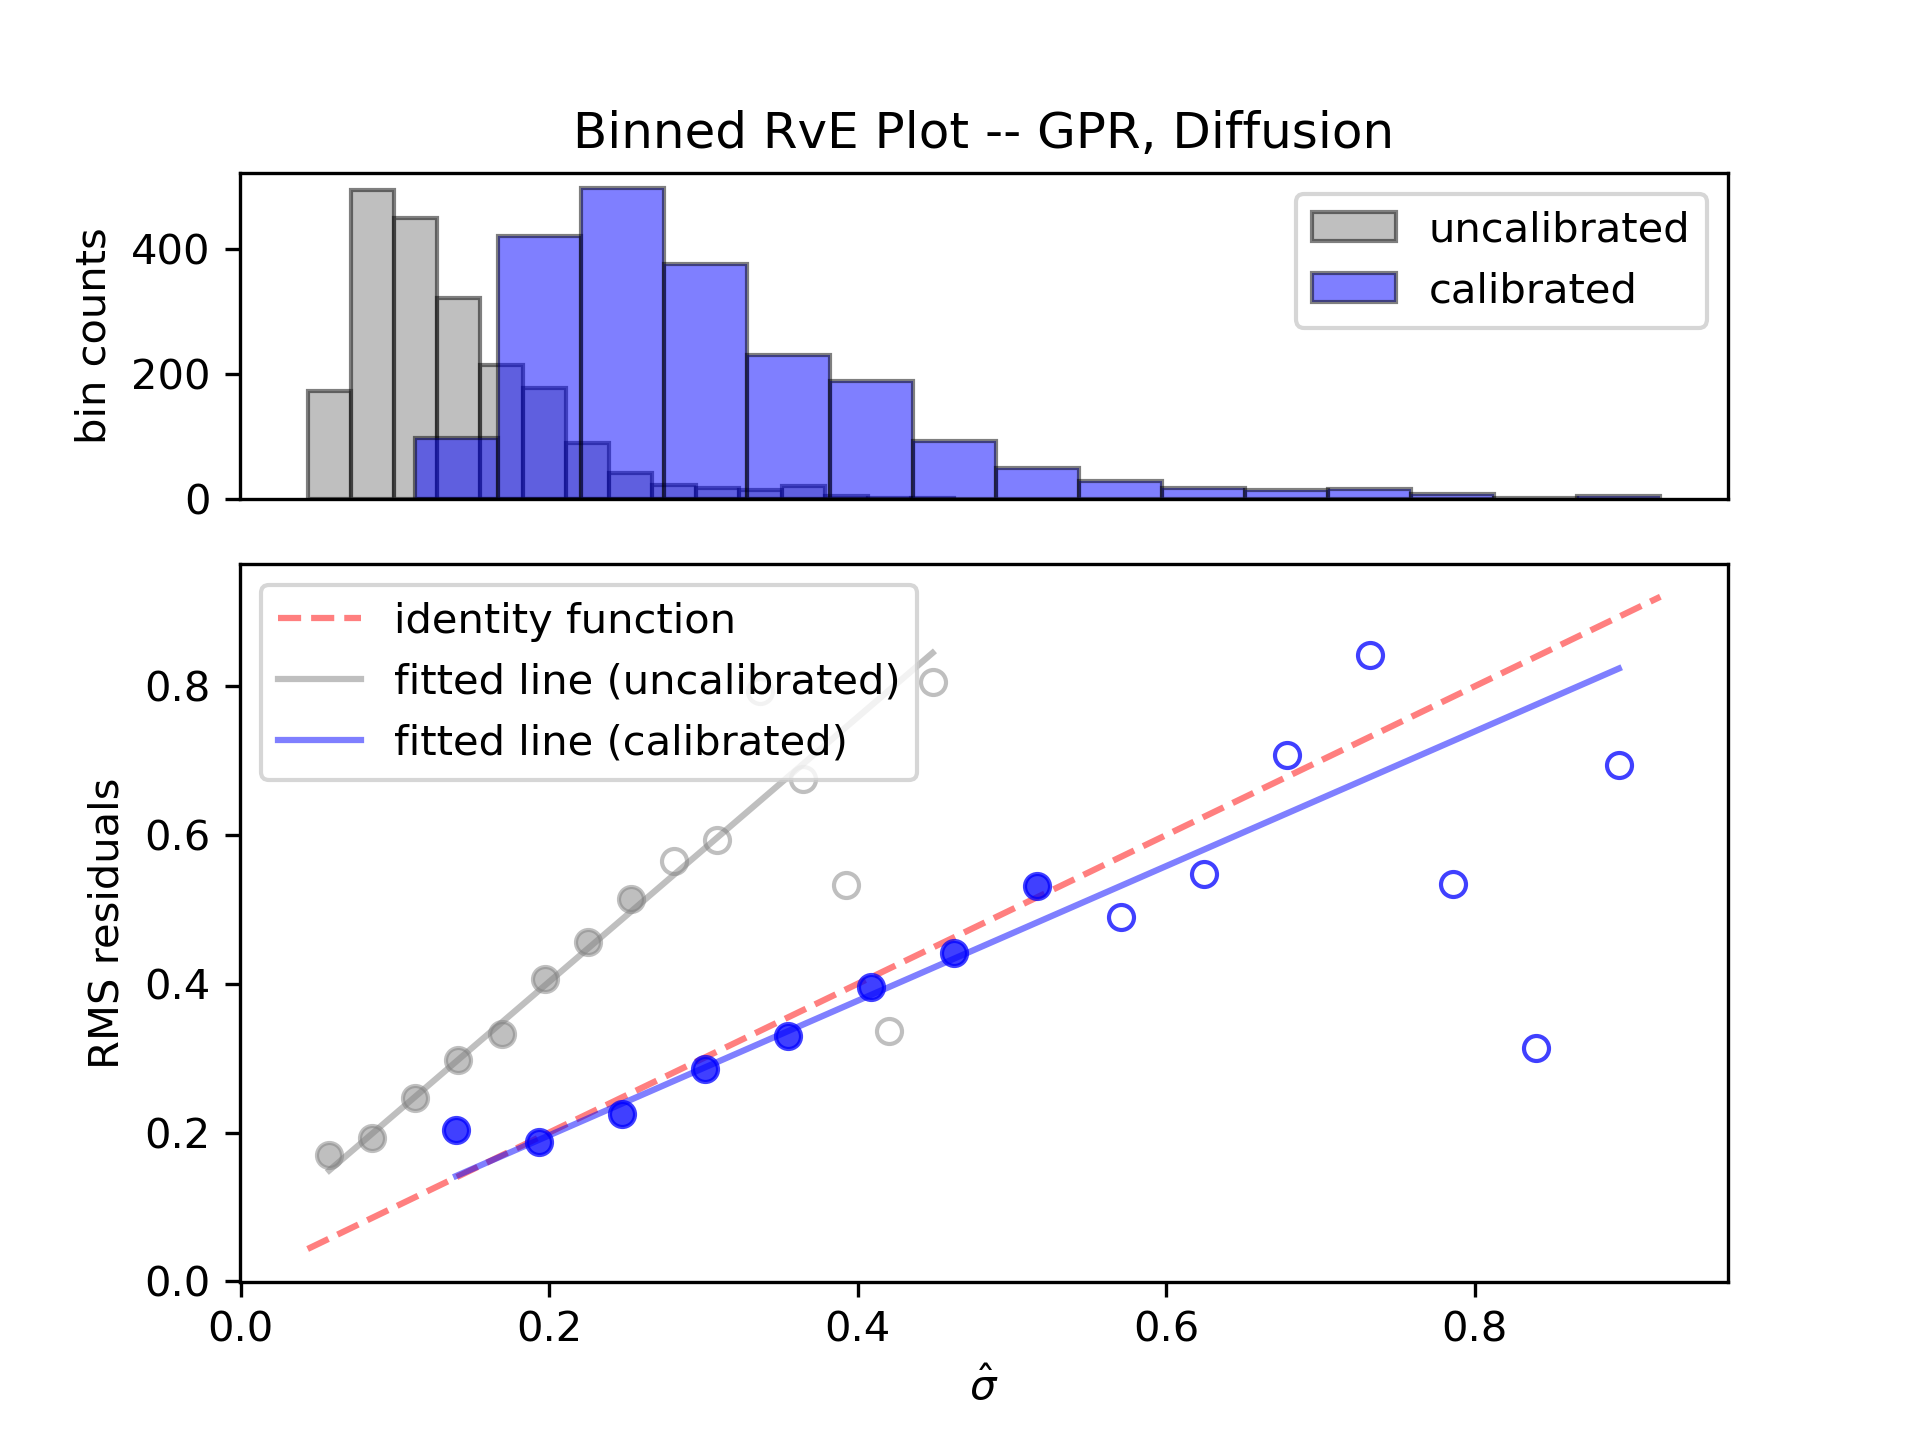 Binned RvE Plot -- GPR, Diffusion
bin counts
400
200
0
uncalibrated
calibrated
identity function
fitted line (uncalibrated)
fitted line (calibrated)
RMS residuals
0.8
0.6
0.4
0.2
0.0
0.0 0.2 0.4 0.6 0.8
σ̂